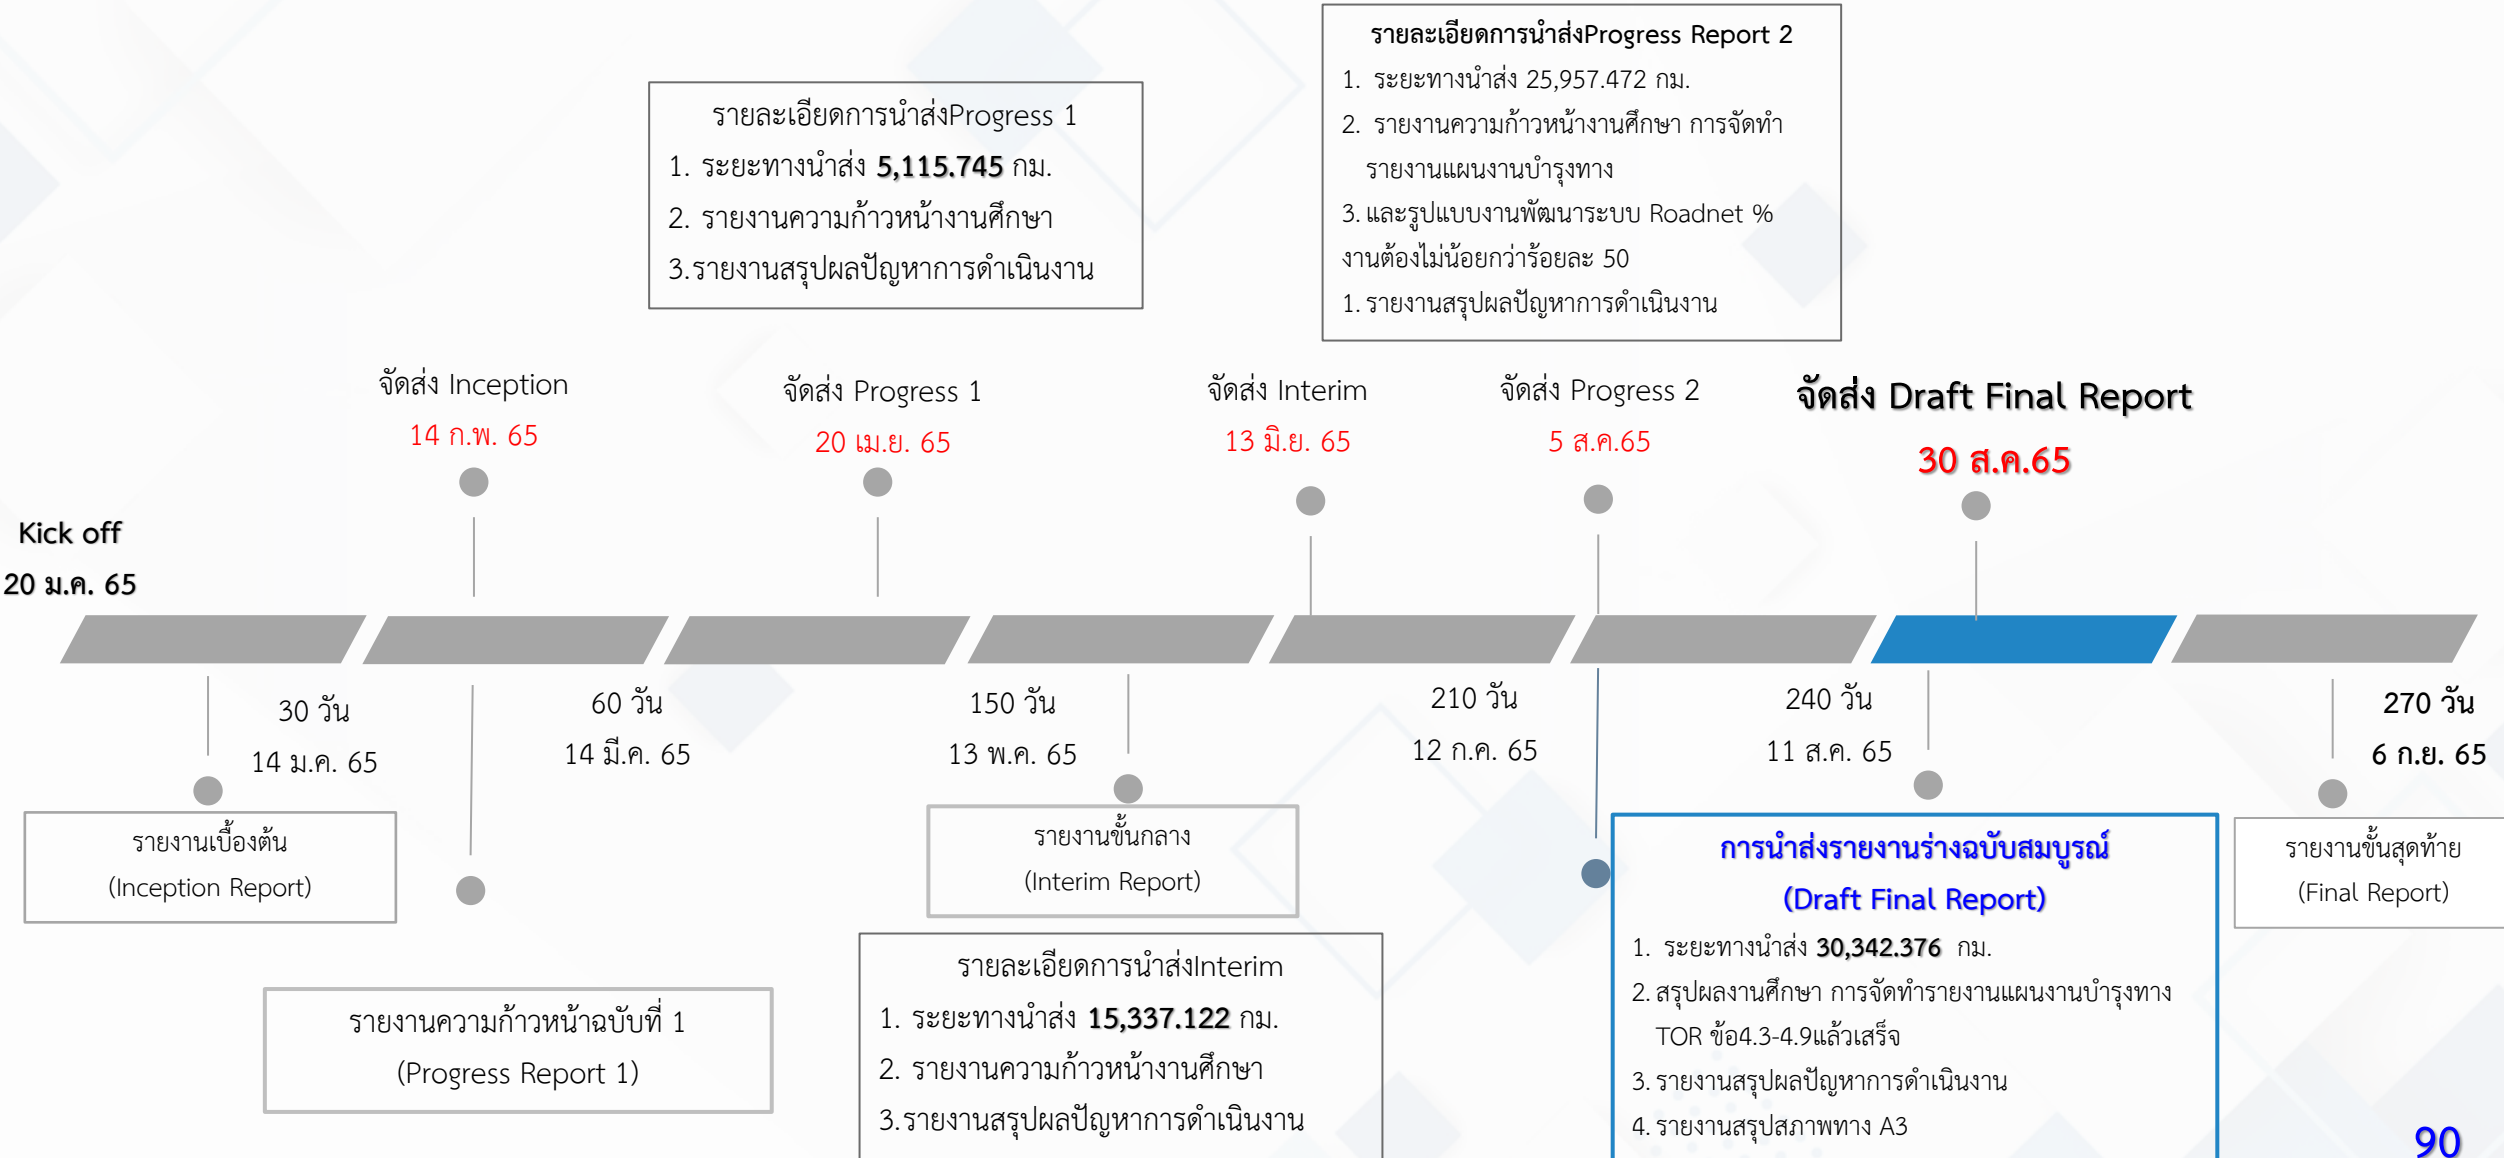 รายละเอียดการนำส่งProgress Report 2
1. ระยะทางนำส่ง 25,957.472 กม.
2. รายงานความก้าวหน้างานศึกษา การจัดทำ
รายงานแผนงานบำรุงทาง
3. และรูปแบบงานพัฒนาระบบ Roadnet %
งานต้องไม่น้อยกว่าร้อยละ 50
1. รายงานสรุปผลปัญหาการดำเนินงาน
รายละเอียดการนำส่งProgress 1
1. ระยะทางนำส่ง 5,115.745 กม.
2. รายงานความก้าวหน้างานศึกษา
3.รายงานสรุปผลปัญหาการดำเนินงาน
จัดส่ง Inception
14 ก.พ. 65
จัดส่ง Progress 1
20 เม.ย. 65
จัดส่ง Interim
13 มิ.ย. 65
จัดส่ง Progress 2
5 ส.ค.65
จัดส่ง Draft Final Report
30 ส.ค.65
Kick off
20 ม.ค. 65
30 วัน
14 ม.ค. 65
60 วัน
14 มี.ค. 65
150 วัน
13 พ.ค. 65
210 วัน
12 ก.ค. 65
240 วัน
11 ส.ค. 65
270 วัน
6 ก.ย. 65
รายงานเบื้องต้น
(Inception Report)
รายงานความก้าวหน้าฉบับที่ 1
(Progress Report 1)
รายงานขั้นกลาง
(Interim Report)
รายละเอียดการนำส่งInterim
1. ระยะทางนำส่ง 15,337.122 กม.
2. รายงานความก้าวหน้างานศึกษา
3.รายงานสรุปผลปัญหาการดำเนินงาน
การนำส่งรายงานร่างฉบับสมบูรณ์
(Draft Final Report)
1. ระยะทางนำส่ง 30,342.376 กม.
2. สรุปผลงานศึกษา การจัดทำรายงานแผนงานบำรุงทาง
TOR ข้อ4.3-4.9แล้วเสร็จ
3. รายงานสรุปผลปัญหาการดำเนินงาน
4. รายงานสรุปสภาพทาง A3
รายงานขั้นสุดท้าย
(Final Report)
90